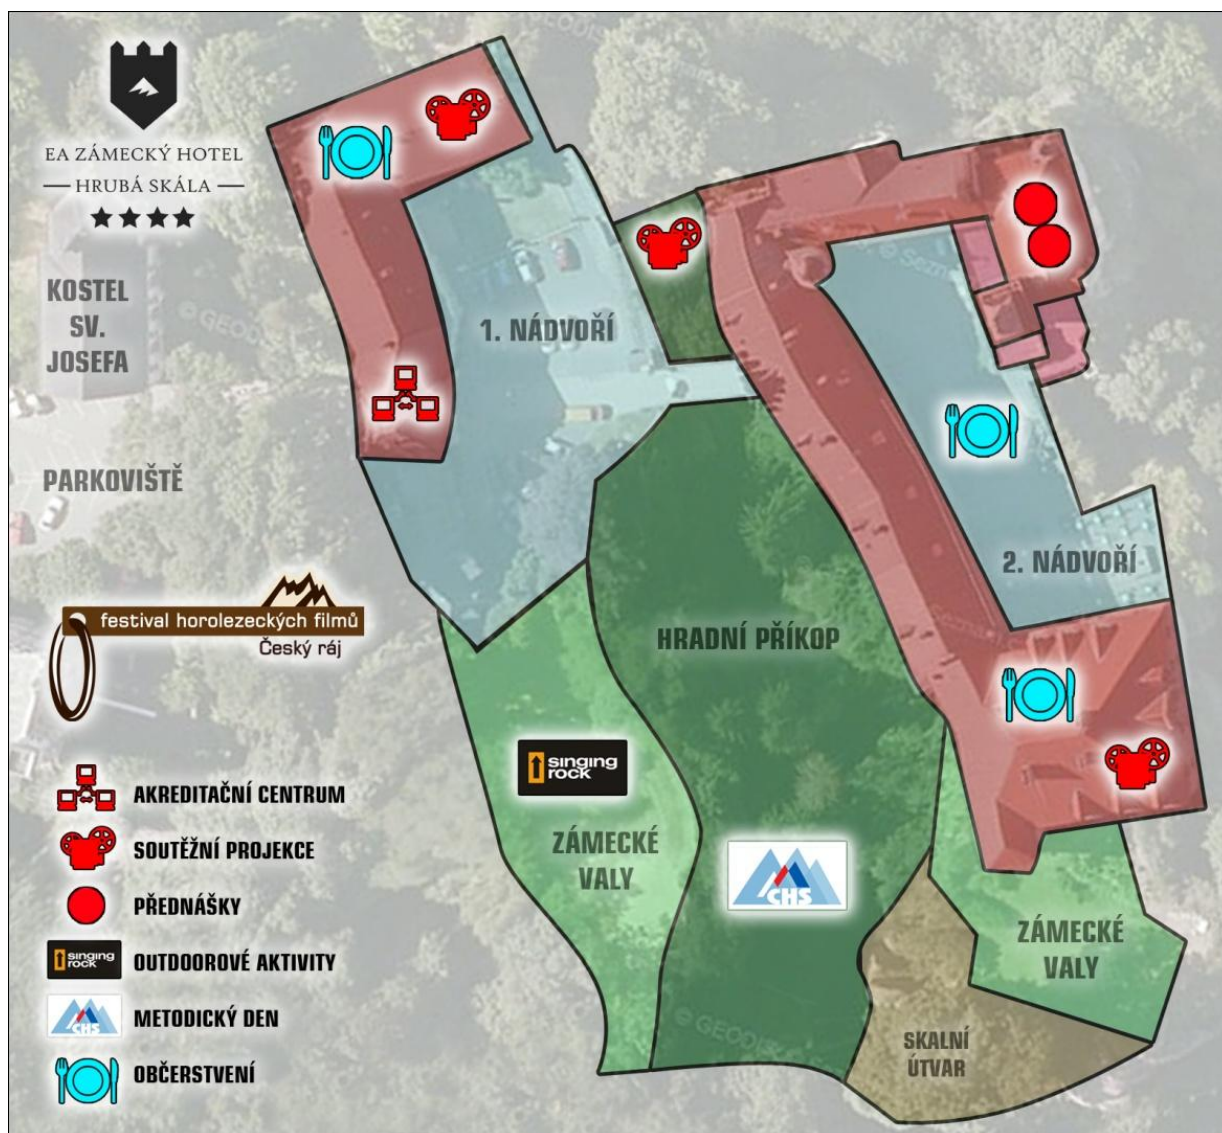 EA ZÁMECKÝ HOTEL
HRUBÁ SKÁLA
KOSTEL
SV.
JOSEFA
PARKOVIŠTĚ
1. NÁDVOŘÍ
2. NÁDVOŘÍ
HRADNÍ PŘÍKOP
festival horolezeckých filmů
Český ráj
singing
rock
ZÁMECKÉ
VALY
CHS
ZÁMECKÉ
VALY
SKALNÍ
ÚTVAR
AKREDITAČNÍ CENTRUM
SOUTĚŽNÍ PROJEKCE
PŘEDNÁŠKY
singing
rock
OUTDOOROVÉ AKTIVITY
CHS
METODICKÝ DEN
OBČERSTVENÍ